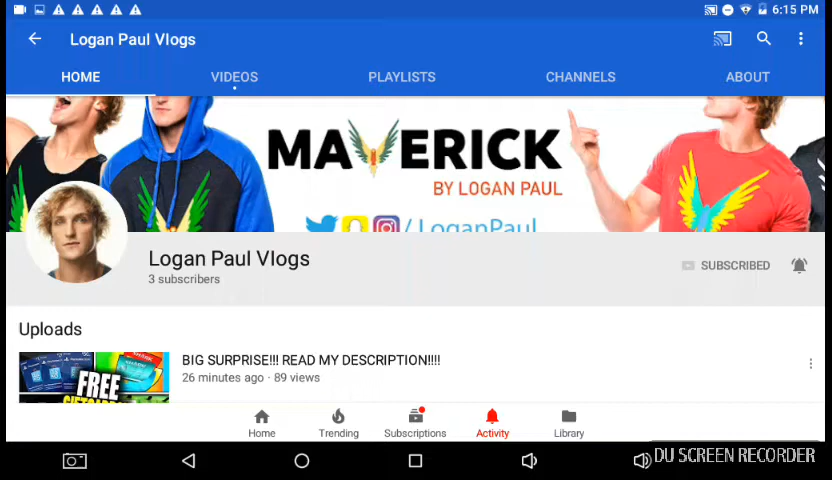 6:15 PM
Logan Paul Vlogs
HOME VIDEOS PLAYLISTS CHANNELS ABOUT
MAVERICK
BY LOGAN PAUL
/LoganPaul
Logan Paul Vlogs
3 subscribers
SUBSCRIBED
Uploads
BIG SURPRISE!!! READ MY DESCRIPTION!!!!
26 minutes ago · 89 views
FREE
Home Trending Subscriptions Activity Library
DU SCREEN RECORDER